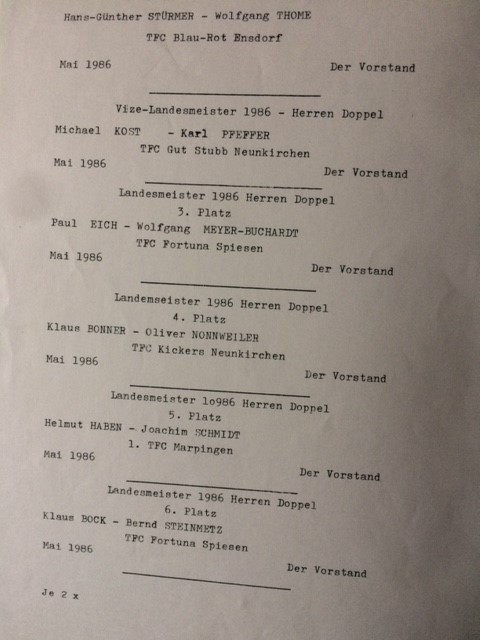 Hans-Günther STÜRMER - Wolfgang THOME
TFC Blau-Rot Ensdorf
Mai 1986 Der Vorstand
Vize-Landesmeister 1986 - Herren Doppel
Michael KOST - Karl PFEFFER
TFC Gut Stubb Neunkirchen
Mai 1986 Der Vorstand
Landesmeister 1986 Herren Doppel
3. Platz
Paul EICH - Wolfgang MEYER-BUCHARDT
TFC Fortuna Spiesen
Mai 1986 Der Vorstand
Landemseister 1986 Herren Doppel
4. Platz
Klaus BONNER - Oliver NONNWEILER
TFC Kickers Neunkirchen
Mai 1986 Der Vorstand
Landesmeister 1o986 Herren Doppel
5. Platz
Helmut HABEN - Joachim SCHMIDT
1. TFC Marpingen
Mai 1986 Der Vorstand
Landesmeister 1986 Herren Doppel
6. Platz
Klaus BOCK - Bernd STEINMETZ
TFC Fortuna Spiesen
Mai 1986 Der Vorstand
Je 2 x